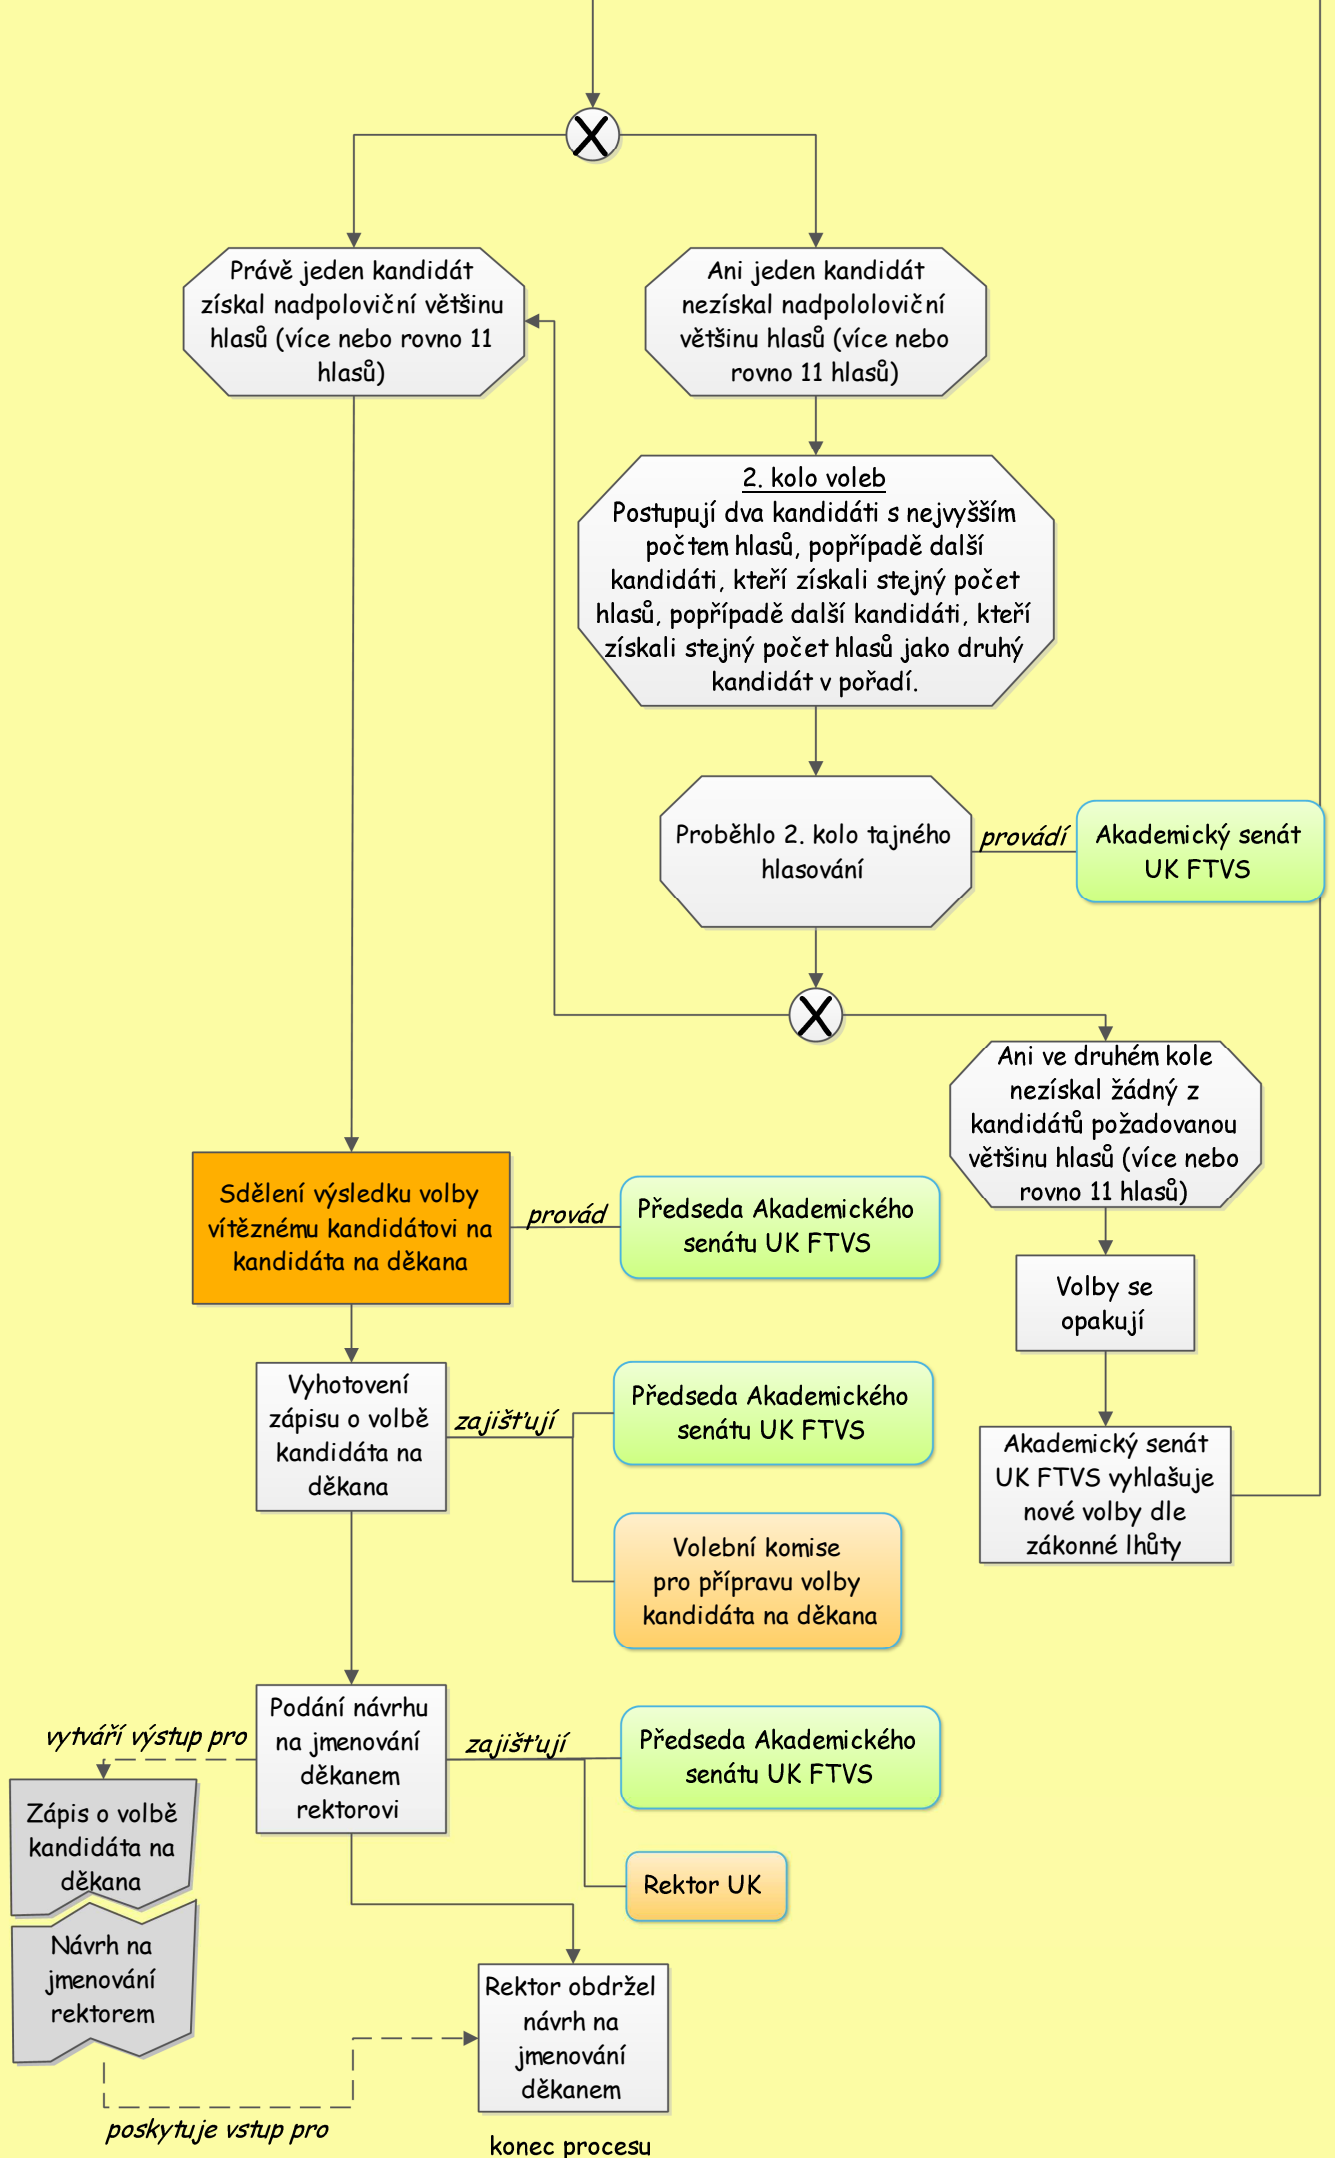 X
Právě jeden kandidát
získal nadpoloviční většinu
hlasů (více nebo rovno 11
hlasů)
Ani jeden kandidát
nezískal nadpololoviční
většinu hlasů (více nebo
rovno 11 hlasů)
2. kolo voleb
Postupují dva kandidáti s nejvyšším
počtem hlasů, popřípadě další
kandidáti, kteří získali stejný počet
hlasů, popřípadě další kandidáti, kteří
získali stejný počet hlasů jako druhý
kandidát v pořadí.
Proběhlo 2. kolo tajného
hlasování
provádí
Akademický senát
UK FTVS
X
Ani ve druhém kole
nezískal žádný z
kandidátů požadovanou
většinu hlasů (více nebo
rovno 11 hlasů)
Sdělení výsledku volby
vítěznému kandidátovi na
kandidáta na děkana
provád
Předseda Akademického
senátu UK FTVS
Volby se
opakují
Vyhotovení
zápisu o volbě
kandidáta na
děkana
zajišťují
Předseda Akademického
senátu UK FTVS
Akademický senát
UK FTVS vyhlašuje
nové volby dle
zákonné lhůty
Volební komise
pro přípravu volby
kandidáta na děkana
Podání návrhu
na jmenování
děkanem
rektorovi
vytváří výstup pro
zajišťují
Předseda Akademického
senátu UK FTVS
Zápis o volbě
kandidáta na
děkana
Rektor UK
Návrh na
jmenování
rektorem
Rektor obdržel
návrh na
jmenování
děkanem
poskytuje vstup pro
konec procesu